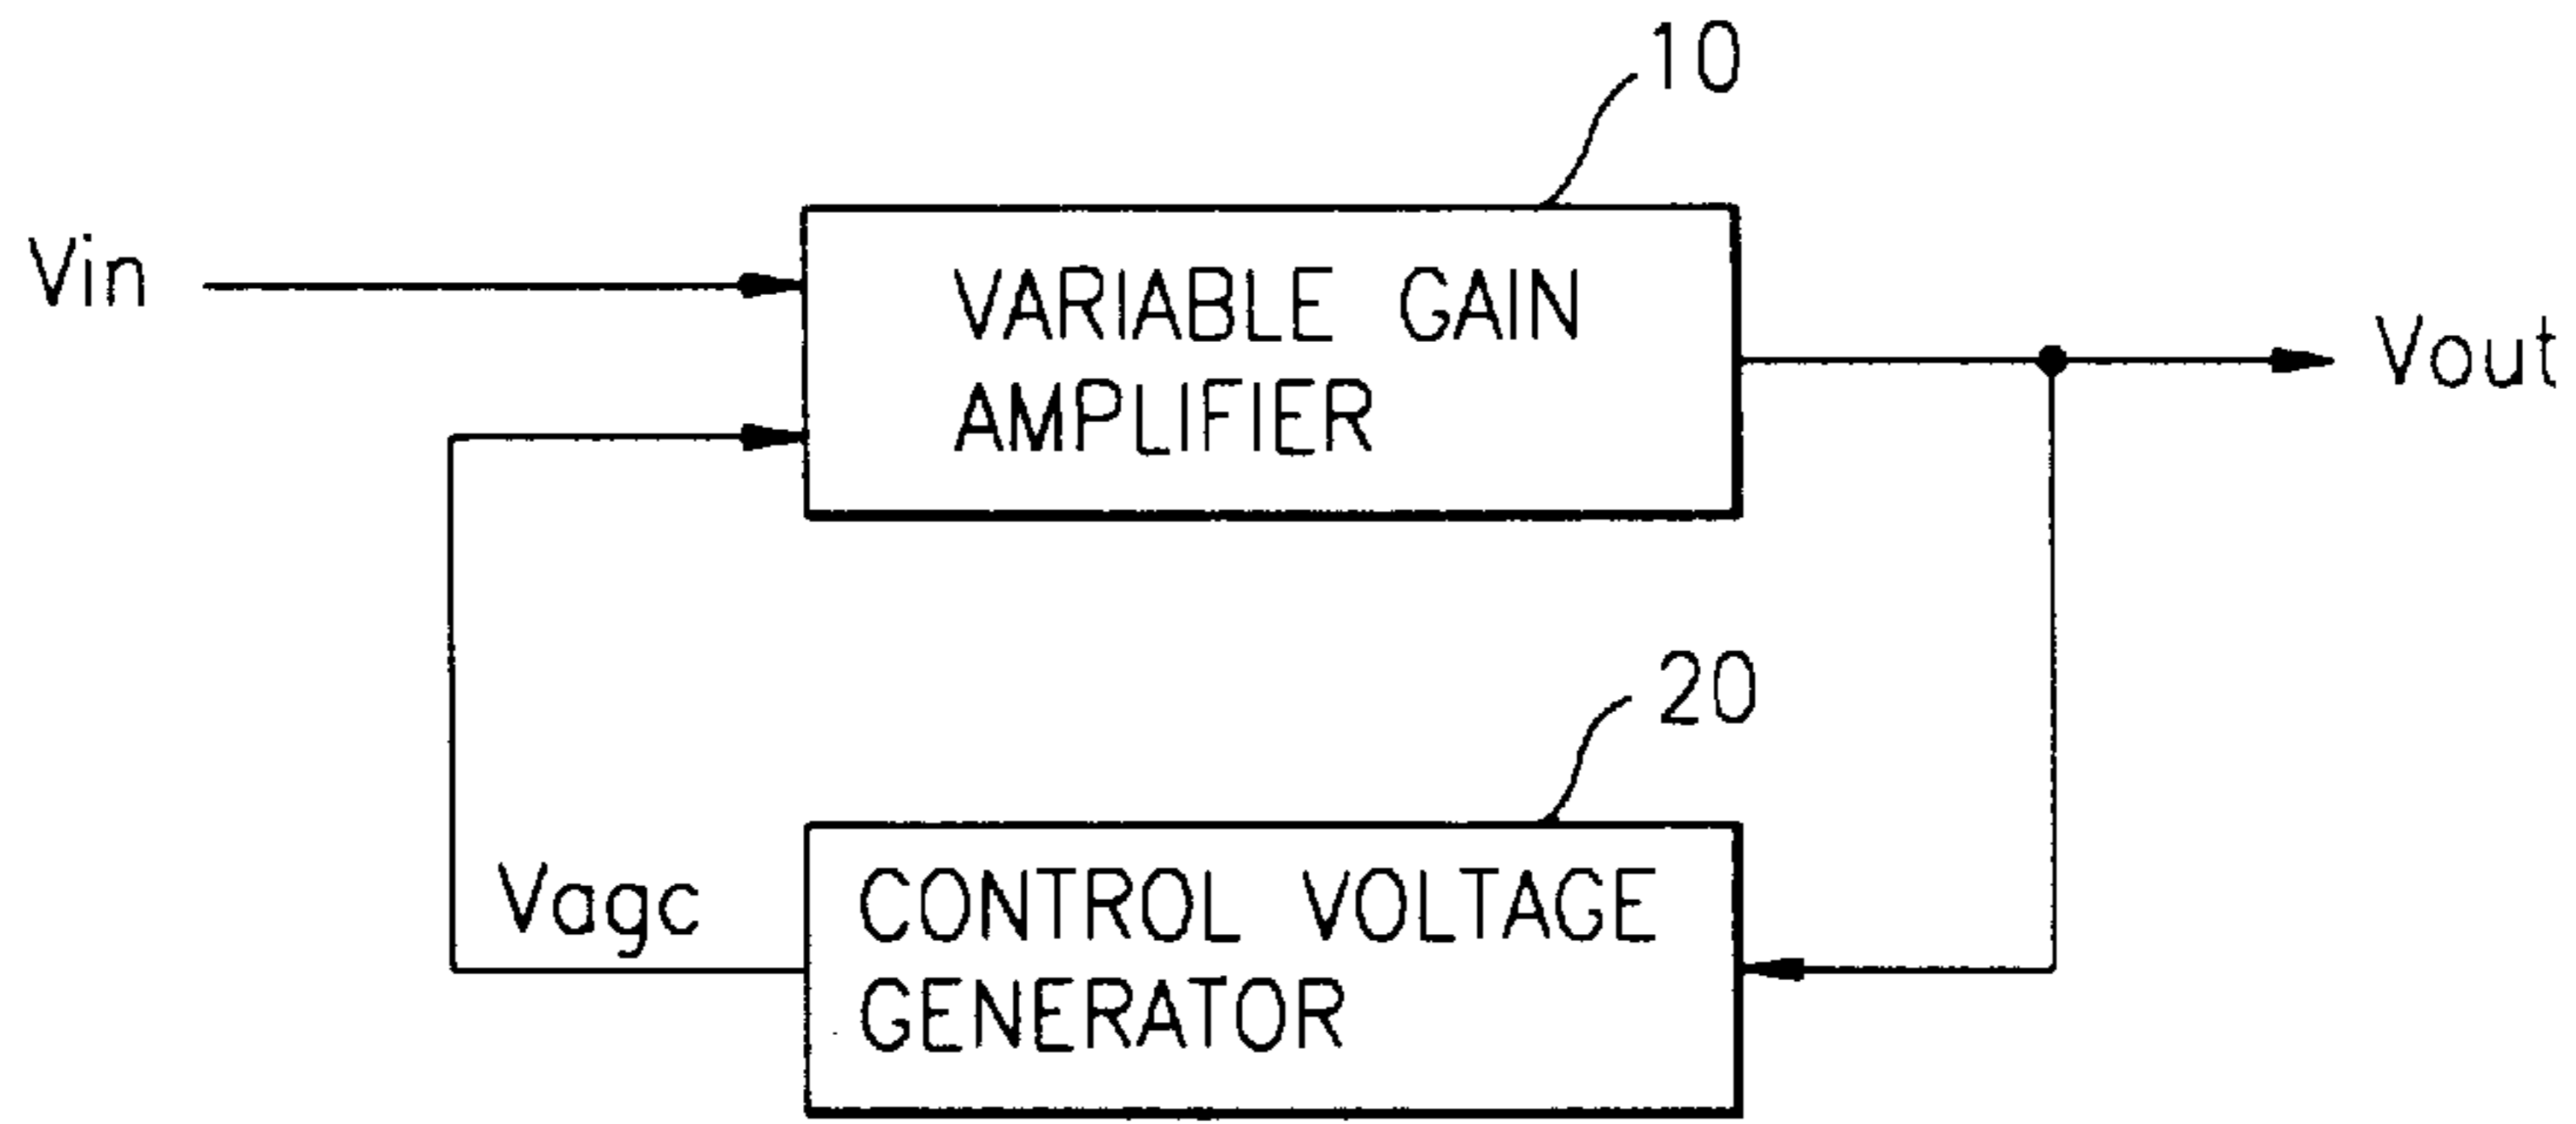 10
Vin
VARIABLE GAIN
AMPLIFIER
Vout
20
Vagc
CONTROL VOLTAGE
GENERATOR